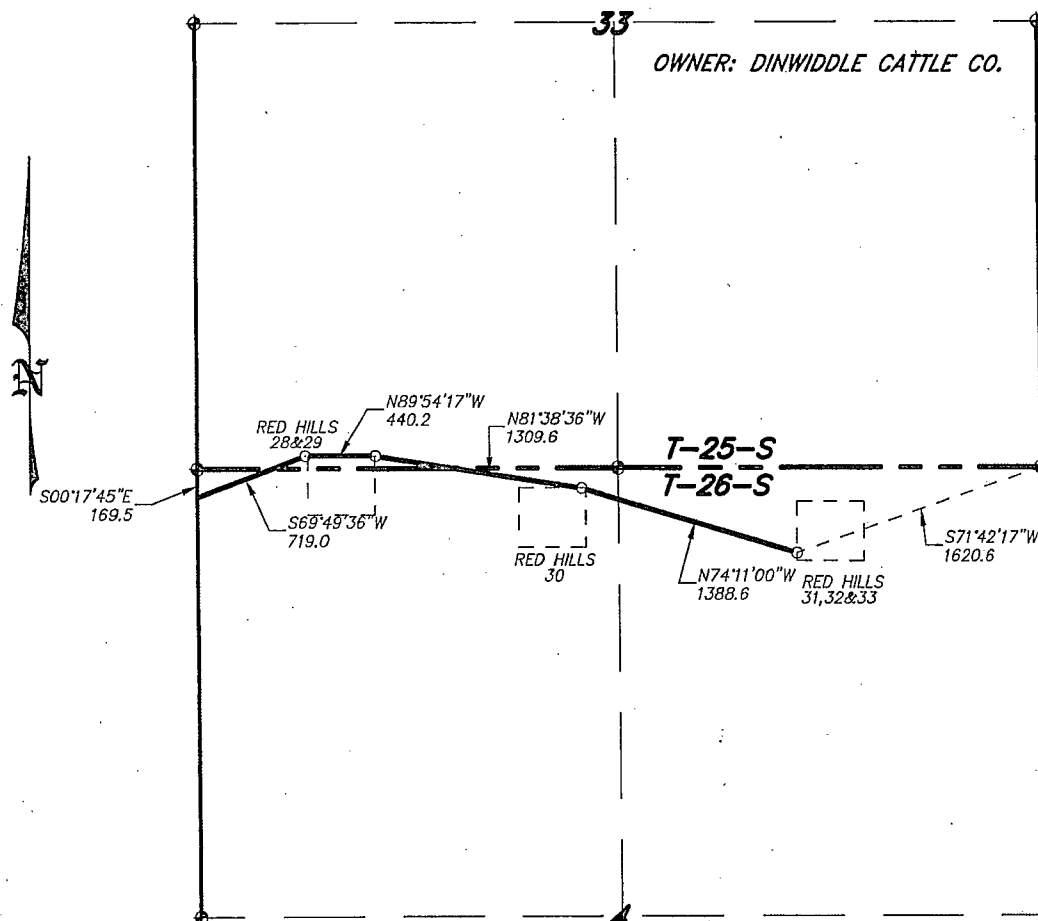 33
OWNER: DINWIDDLE CATTLE CO.
N
N89°54'17"W
440.2
N81°38'36"W
1309.6
RED HILLS
28&29
T-25-S
T-26-S
S00°17'45"E
169.5
S69°49'36"W
719.0
RED HILLS
30
N74°11'00"W
1388.6
RED HILLS
31,32&33
S71°42'17"W
1620.6
4